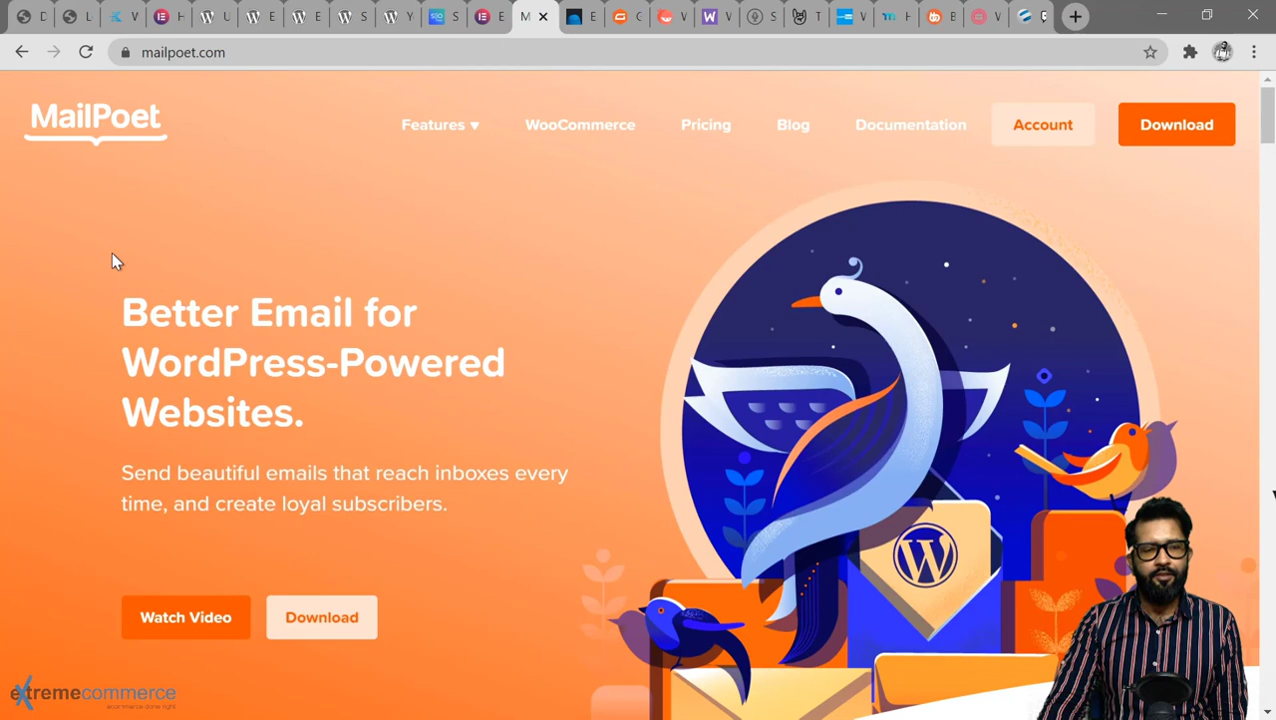 mailpoet.com
MailPoet
Features ▾ WooCommerce Pricing Blog Documentation Account Download
Better Email for
WordPress-Powered
Websites.
Send beautiful emails that reach inboxes every
time, and create loyal subscribers.
Watch Video Download
extremecommerce